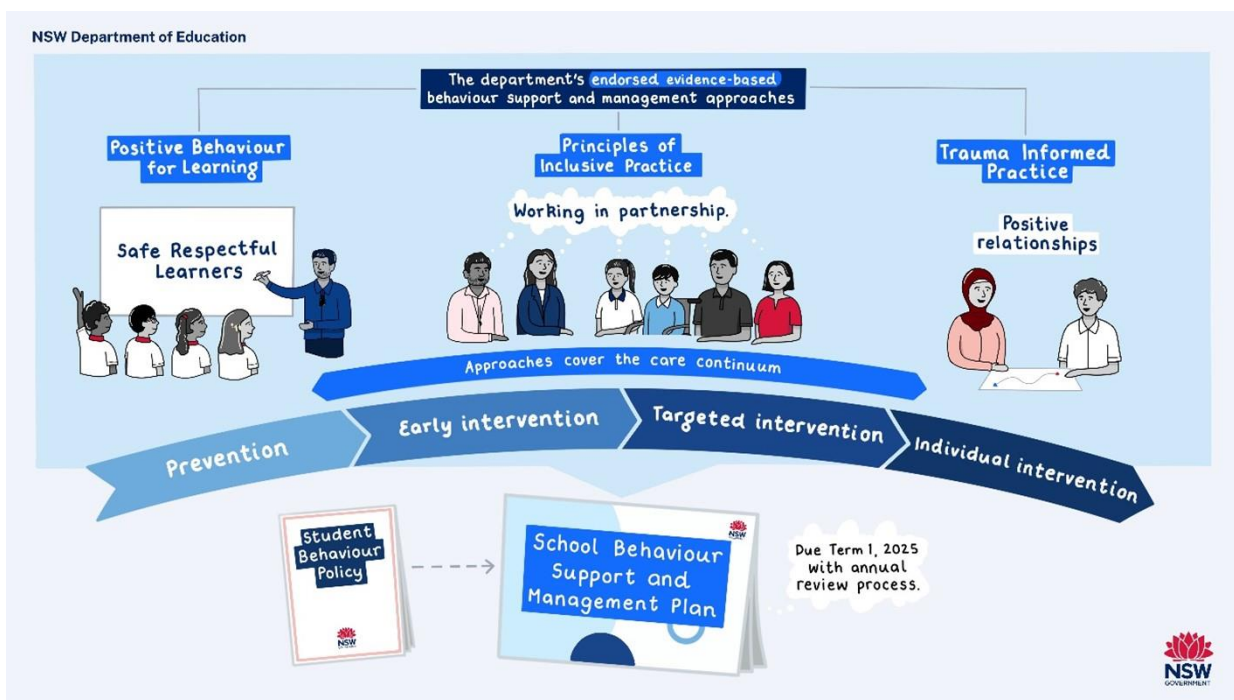 NSW Department of Education
The department's endorsed evidence-based
behaviour support and management approaches
Positive Behaviour
for Learning
Principles of
Inclusive Practice
Trauma Informed
Practice
Safe Respectful
Learners
Working in partnership.
Positive
relationships
Approaches cover the care continuum
Prevention
Early intervention
Targeted intervention
Individual intervention
Student
Behaviour
Policy
NSW
School Behaviour
Support and
Management Plan
NSW
Due Term 1, 2025
with annual
review process.
NSW
GOVERNMENT